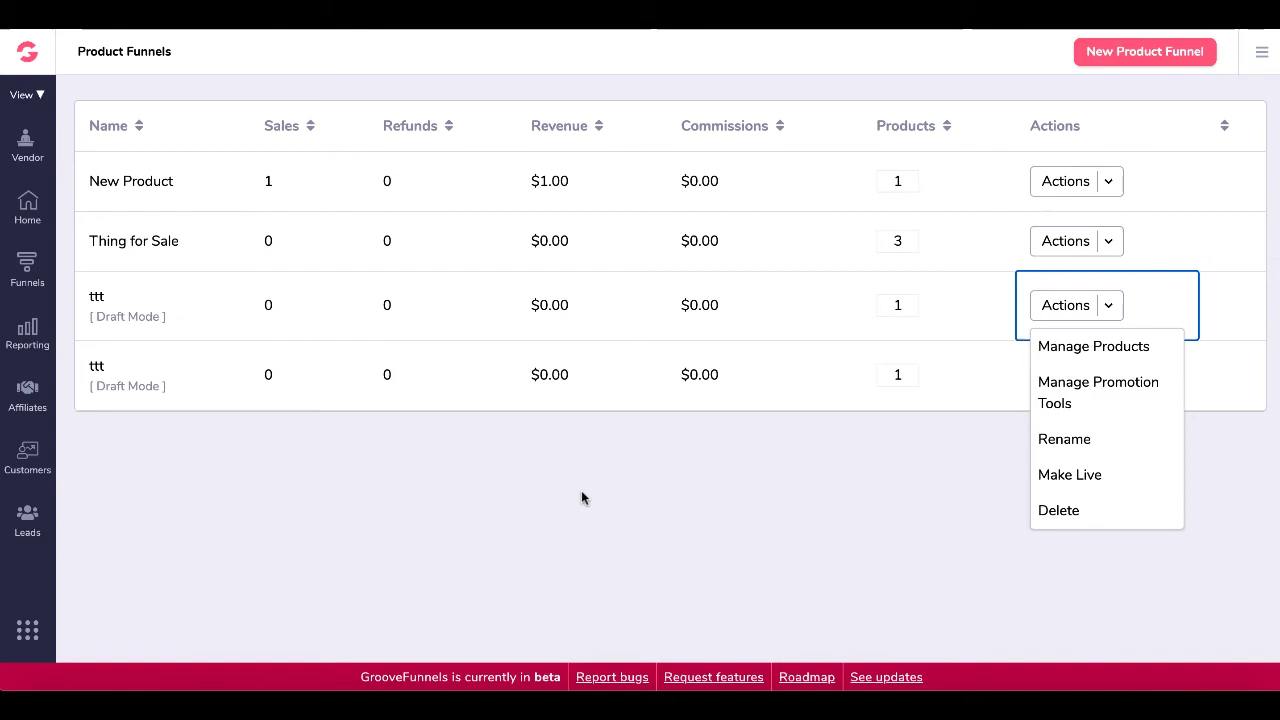 Product Funnels
New Product Funnel
View ▼
Vendor
Home
Funnels
Reporting
Affiliates
Customers
Leads
Name Sales Refunds Revenue Commissions Products Actions
New Product 1 0 $1.00 $0.00 1 Actions
Thing for Sale 0 0 $0.00 $0.00 3 Actions
ttt
[ Draft Mode ]
0 0 $0.00 $0.00 1 Actions
ttt
[ Draft Mode ]
0 0 $0.00 $0.00 1
Manage Products
Manage Promotion
Tools
Rename
Make Live
Delete
GrooveFunnels is currently in beta Report bugs Request features Roadmap See updates